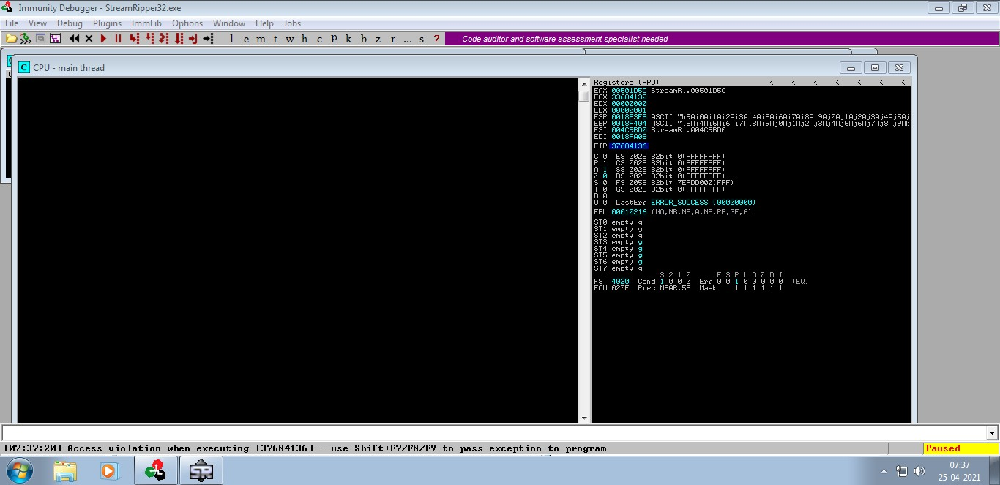 Immunity Debugger - StreamRipper32.exe
File View Debug Plugins ImmLib Options Window Help Jobs
l e m t w h c P k b z r ... s ?
Code auditor and software assessment specialist needed
C CPU - main thread
Registers (FPU) < < < < < < <
EAX 00501D5C StreamRi.00501D5C
ECX 33684132
EDX 00000000
EBX 00000001
ESP 0018F3F8 ASCII "h9Ai0Ai1Ai2Ai3Ai4Ai5Ai6Ai7Ai8Ai9Aj0Aj1Aj2Aj3Aj4Aj5Aj
EBP 0018F404 ASCII "i3Ai4Ai5Ai6Ai7Ai8Ai9Aj0Aj1Aj2Aj3Aj4Aj5Aj6Aj7Aj8Aj9Ak
ESI 004C9BD0 StreamRi.004C9BD0
EDI 0018FA08
EIP 37684136
C 0 ES 002B 32bit 0(FFFFFFFF)
P 1 CS 0023 32bit 0(FFFFFFFF)
A 1 SS 002B 32bit 0(FFFFFFFF)
Z 0 DS 002B 32bit 0(FFFFFFFF)
S 0 FS 0053 32bit 7EFDD000(FFF)
T 0 GS 002B 32bit 0(FFFFFFFF)
D 0
O 0 LastErr ERROR_SUCCESS (00000000)
EFL 00010216 (NO,NB,NE,A,NS,PE,GE,G)
ST0 empty g
ST1 empty g
ST2 empty g
ST3 empty g
ST4 empty g
ST5 empty g
ST6 empty g
ST7 empty g
3 2 1 0 E S P U O Z D I
FST 4020 Cond 1 0 0 0 Err 0 0 1 0 0 0 0 0 (EQ)
FCW 027F Prec NEAR,53 Mask 1 1 1 1 1 1
[07:37:20] Access violation when executing [37684136] - use Shift+F7/F8/F9 to pass exception to program
Paused
SR
07:37
25-04-2021